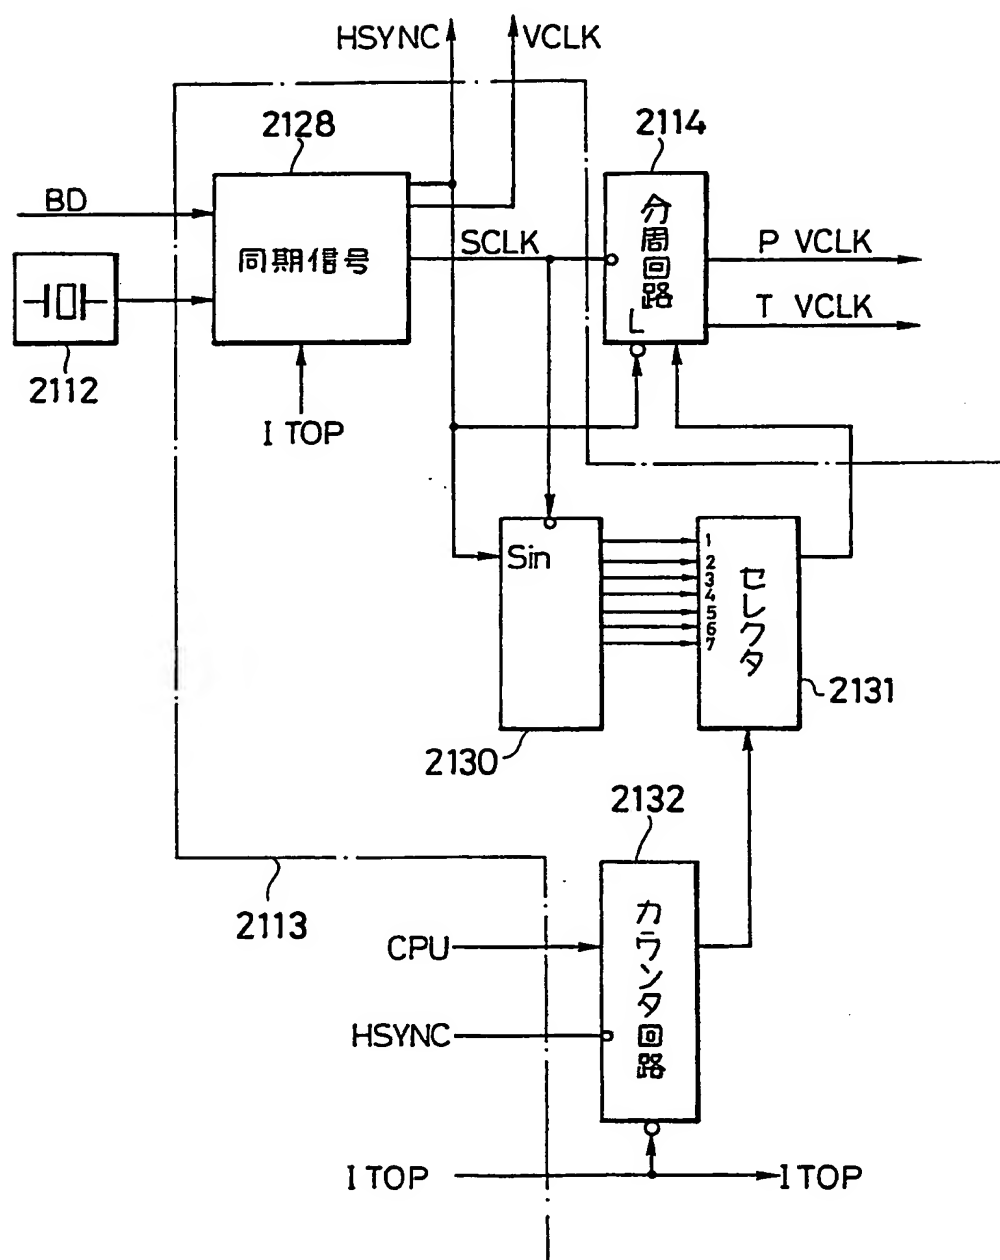 HSYNC
VCLK
2128
2114
BD
同期信号
SCLK
分周回路
L
P VCLK
T VCLK
2112
I TOP
Sin
1
2
3
4
5
6
7
セレクタ
2131
2130
2132
2113
CPU
カウンタ回路
HSYNC
I TOP
I TOP